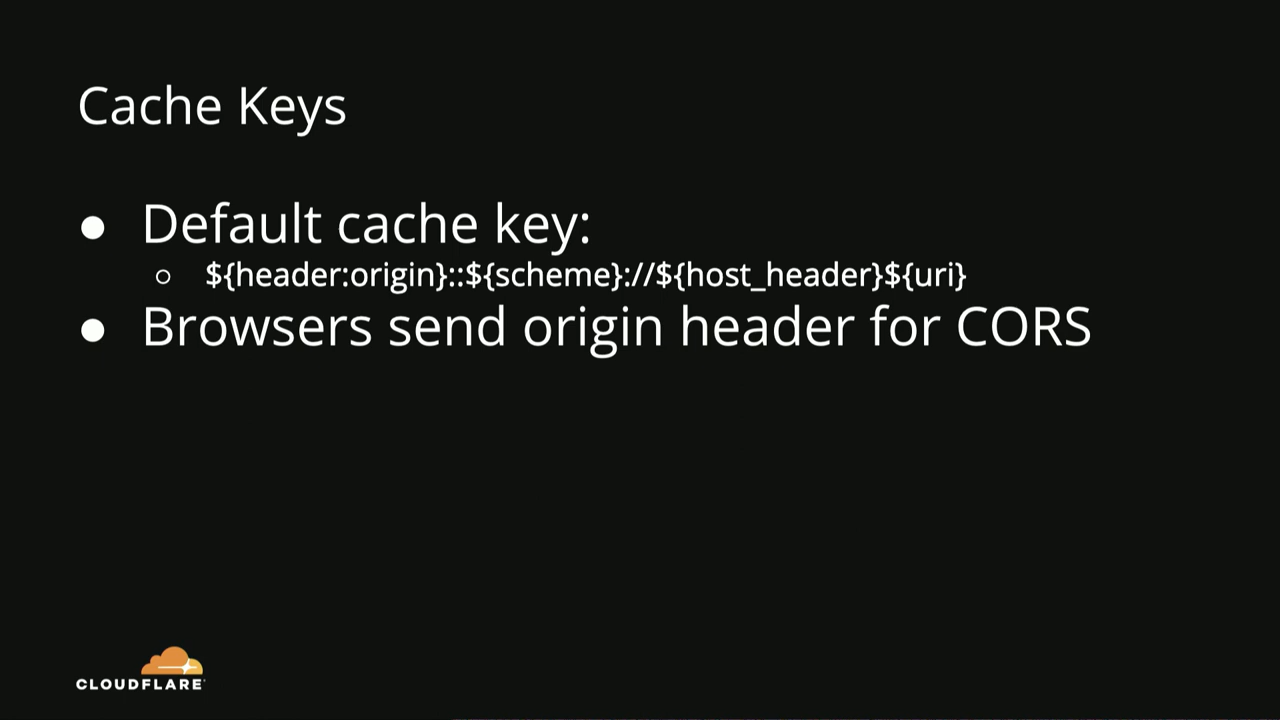 Cache Keys
● Default cache key:
○ ${header:origin}::${scheme}://${host_header}${uri}
● Browsers send origin header for CORS
CLOUDFLARE